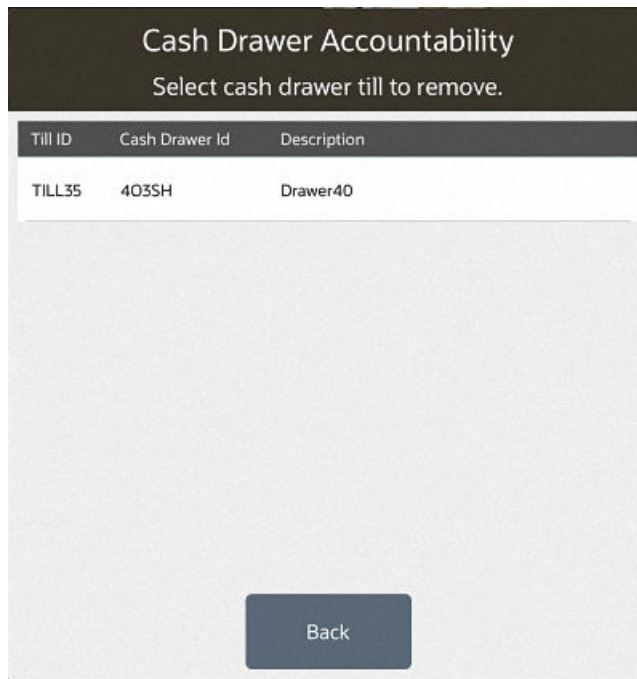 Cash Drawer Accountability
Select cash drawer till to remove.
Till ID Cash Drawer Id Description
TILL35 403SH Drawer40
Back